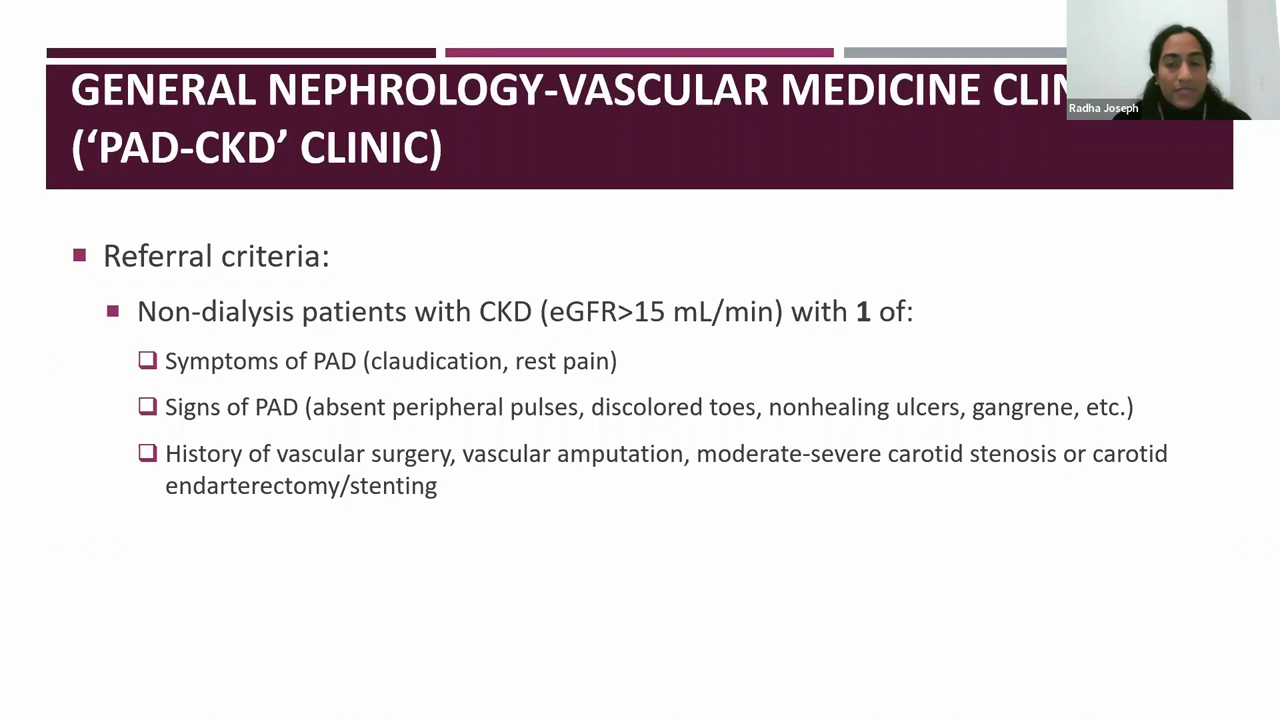 GENERAL NEPHROLOGY-VASCULAR MEDICINE
('PAD-CKD' CLINIC)
Radha Joseph
Referral criteria:
Non-dialysis patients with CKD (eGFR>15 mL/min) with 1 of:
Symptoms of PAD (claudication, rest pain)
Signs of PAD (absent peripheral pulses, discolored toes, nonhealing ulcers, gangrene, etc.)
History of vascular surgery, vascular amputation, moderate-severe carotid stenosis or carotid
endarterectomy/stenting